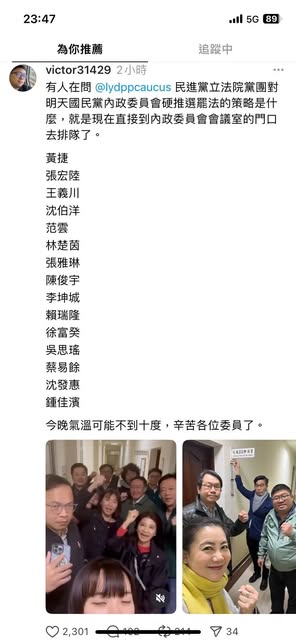 23:47
5G 89
為你推薦 追蹤中
victor31429 2小時
有人在問 @lydppcaucus 民進黨立法院黨團對
明天國民黨內政委員會硬推選罷法的策略是什
麼，就是現在直接到內政委員會會議室的門口
去排隊了。
黃捷
張宏陸
王義川
沈伯洋
范雲
林楚茵
張雅琳
陳俊宇
李坤城
賴瑞隆
徐富癸
吳思瑤
蔡易餘
沈發惠
鍾佳濱
今晚氣溫可能不到十度，辛苦各位委員了。
2,301 34